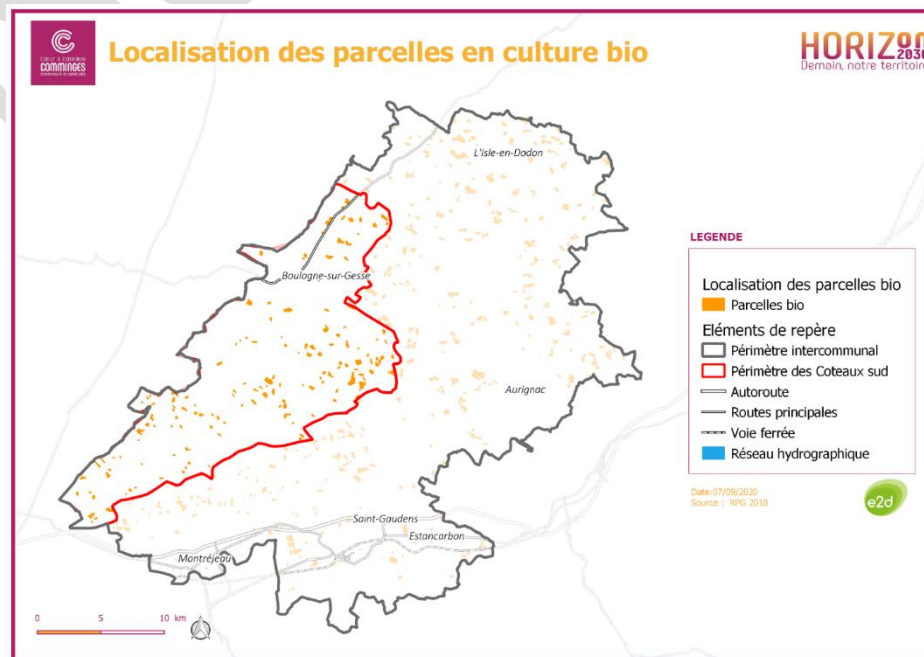 Localisation des parcelles en culture bio
COMMINGES
HORIZON
2030
Demain, notre territoire
L'Isle-en-Dodon
Boulogne-sur-Gesse
Aurignac
Saint-Gaudens
Estancarbon
Montréjeau
LEGENDE
Localisation des parcelles bio
Parcelles bio
Eléments de repère
Périmètre intercommunal
Périmètre des Coteaux sud
Autoroute
Routes principales
Voie ferrée
Réseau hydrographique
Date:07/09/2020
Source : RPG 2018
e2d
0 5 10 km